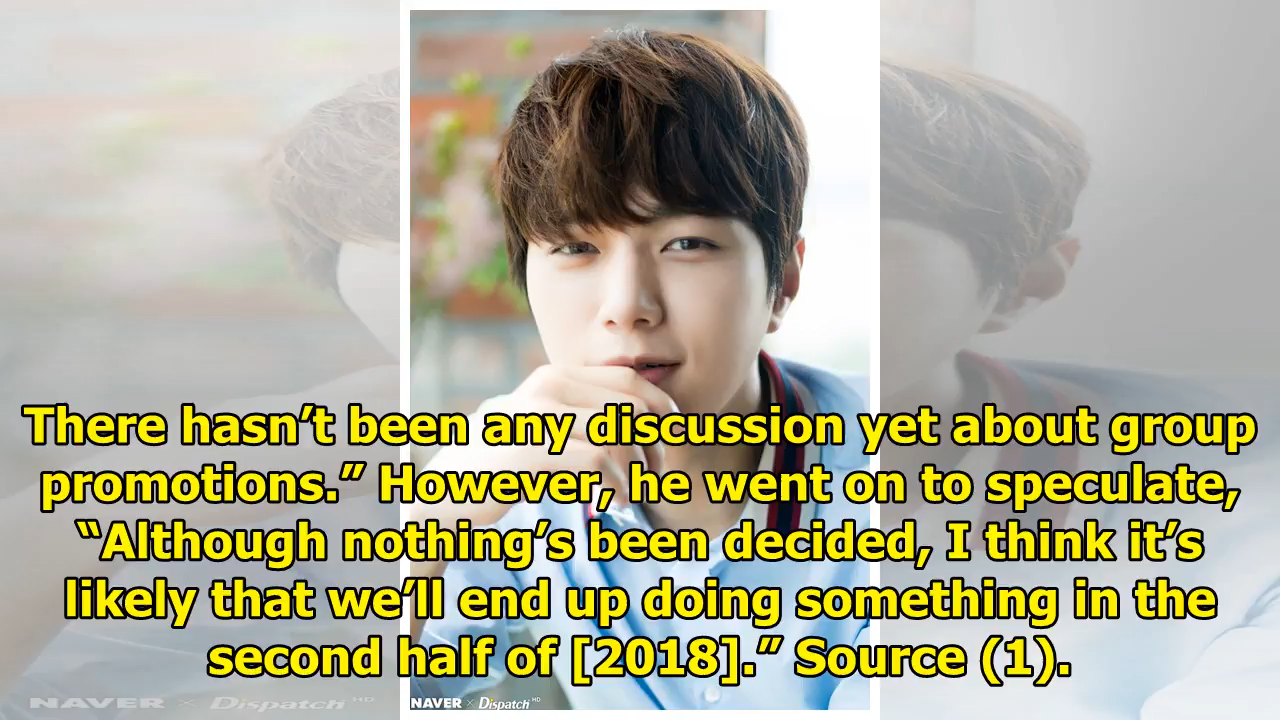 There hasn’t been any discussion yet about group
promotions.” However, he went on to speculate,
“Although nothing’s been decided, I think it’s
likely that we’ll end up doing something in the
second half of [2018].” Source (1).
NAVER × Dispatch HD
NAVER × Dispatch HD